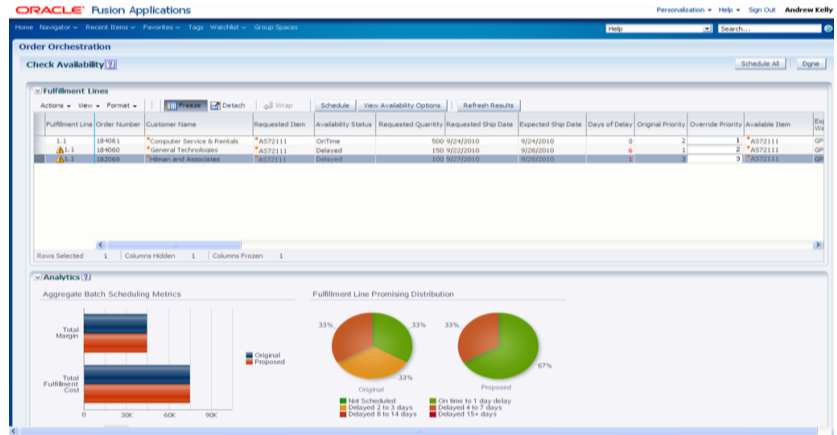 ORACLE Fusion Applications
Personalization Help Sign Out Andrew Kelly
Home Navigator Recent Items Favorites Tags Watchlist Group Spaces Help Search...
Order Orchestration
Check Availability [?] Schedule All Done
Fulfillment Lines
Actions View Format Freeze Detach Wrap Schedule View Availability Options Refresh Results
Fulfillment Line Order Number Customer Name Requested Item Availability Status Requested Quantity Requested Ship Date Expected Ship Date Days of Delay Original Priority Override Priority Available Item
1.1 184061 *Computer Service & Rentals *AS72111 OnTime 500 9/24/2010 9/24/2010 0 2 1 *AS72111 GP
1.1 184060 *General Technologies *AS72111 Delayed 150 9/22/2010 9/28/2010 6 1 2 *AS72111 GP
1.1 182069 *Hilman and Associates *AS72111 Delayed 100 9/27/2010 9/28/2010 1 3 3 *AS72111 GP
Rows Selected 1 Columns Hidden 1 Columns Frozen 1
Analytics [?]
Aggregate Batch Scheduling Metrics
Total Margin
Total Fulfillment Cost
0 30K 60K 90K
Original
Proposed
Fulfillment Line Promising Distribution
33% 33% 33%
Original
33% 67%
Proposed
Not Scheduled On time to 1 day delay
Delayed 2 to 3 days Delayed 4 to 7 days
Delayed 8 to 14 days Delayed 15+ days